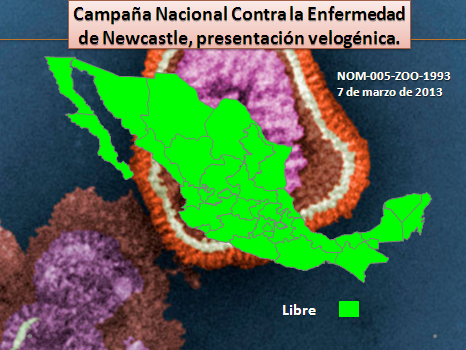 Campaña Nacional Contra la Enfermedad
de Newcastle, presentación velogénica.
NOM-005-ZOO-1993
7 de marzo de 2013
Libre